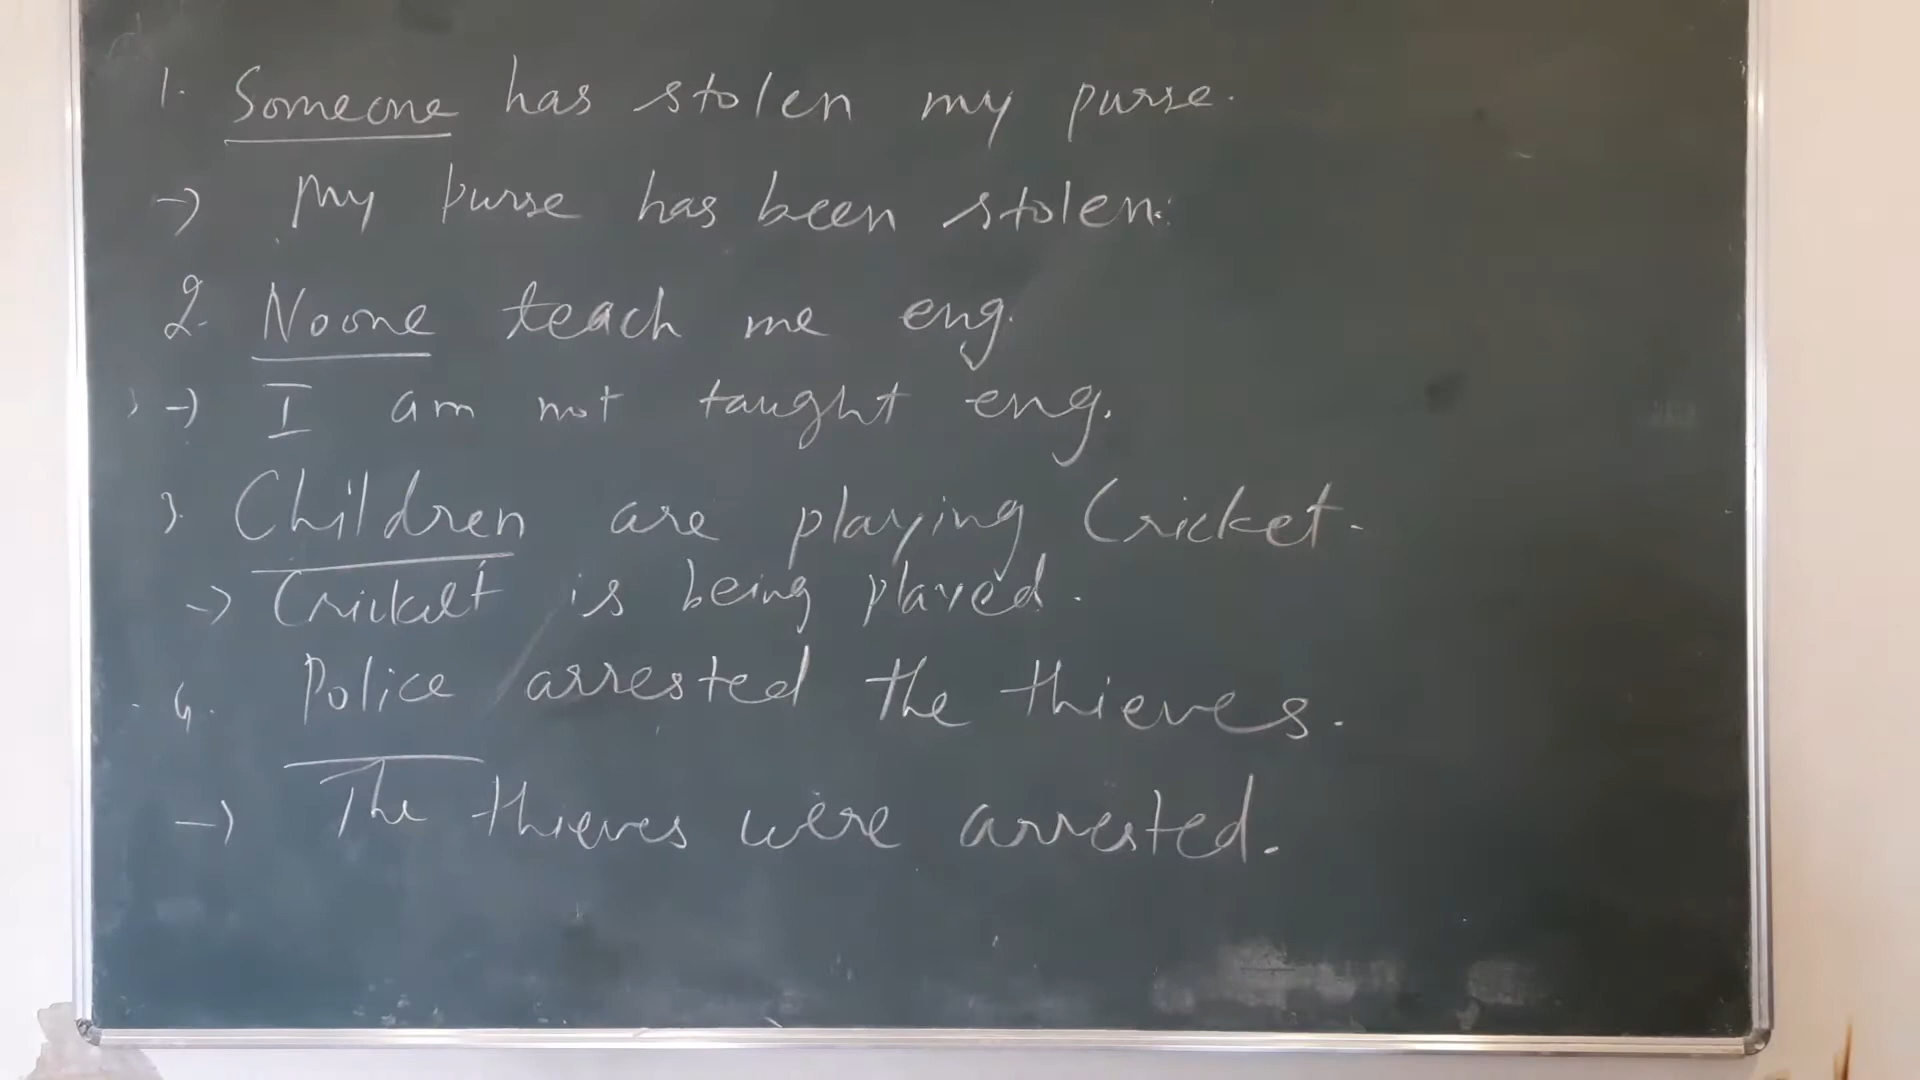 1. Someone has stolen my purse.
→ My purse has been stolen.
2. Noone teach me eng.
→ I am not taught eng.
3. Children are playing Cricket.
→ Cricket is being played.
4. Police arrested the thieves.
→ The thieves were arrested.